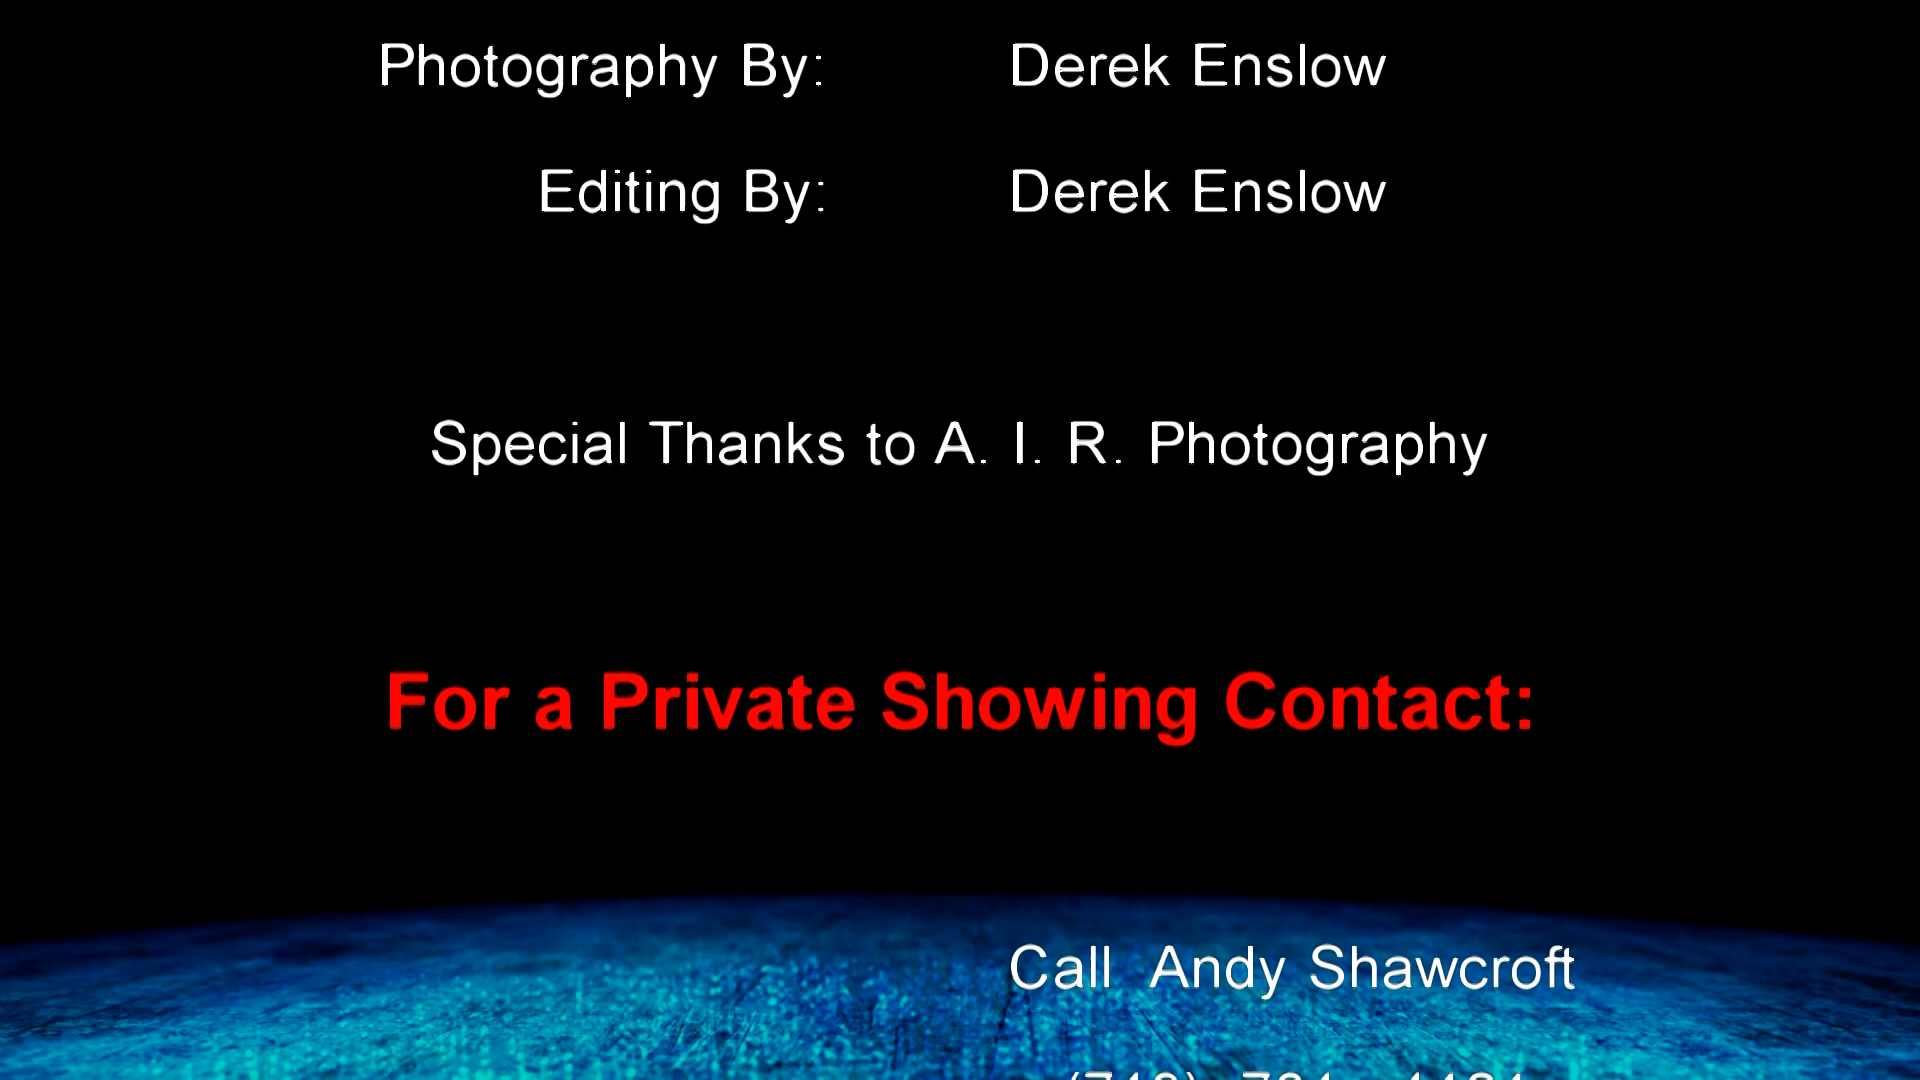 Photography By: Derek Enslow
Editing By: Derek Enslow
Special Thanks to A. I. R. Photography
For a Private Showing Contact:
Call Andy Shawcroft